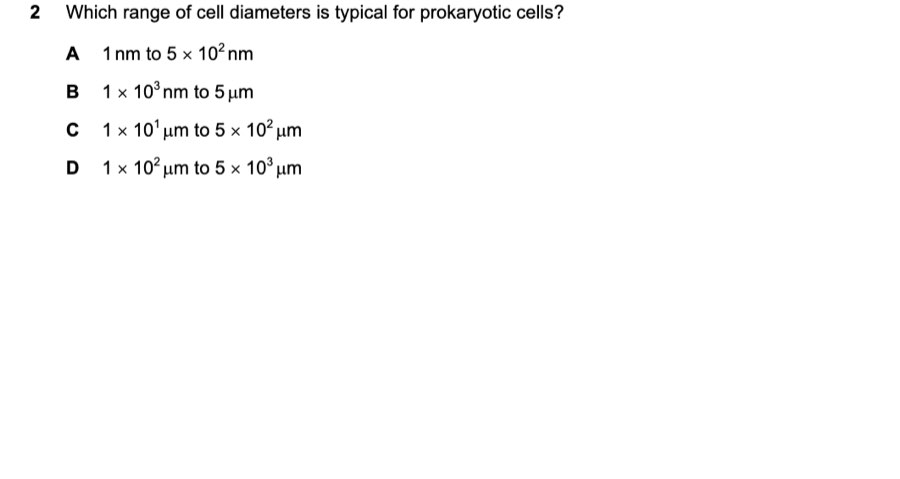 2 Which range of cell diameters is typical for prokaryotic cells?
A 1 nm to 5 × 10² nm
B 1 × 10³ nm to 5 μm
C 1 × 10¹ μm to 5 × 10² μm
D 1 × 10² μm to 5 × 10³ μm